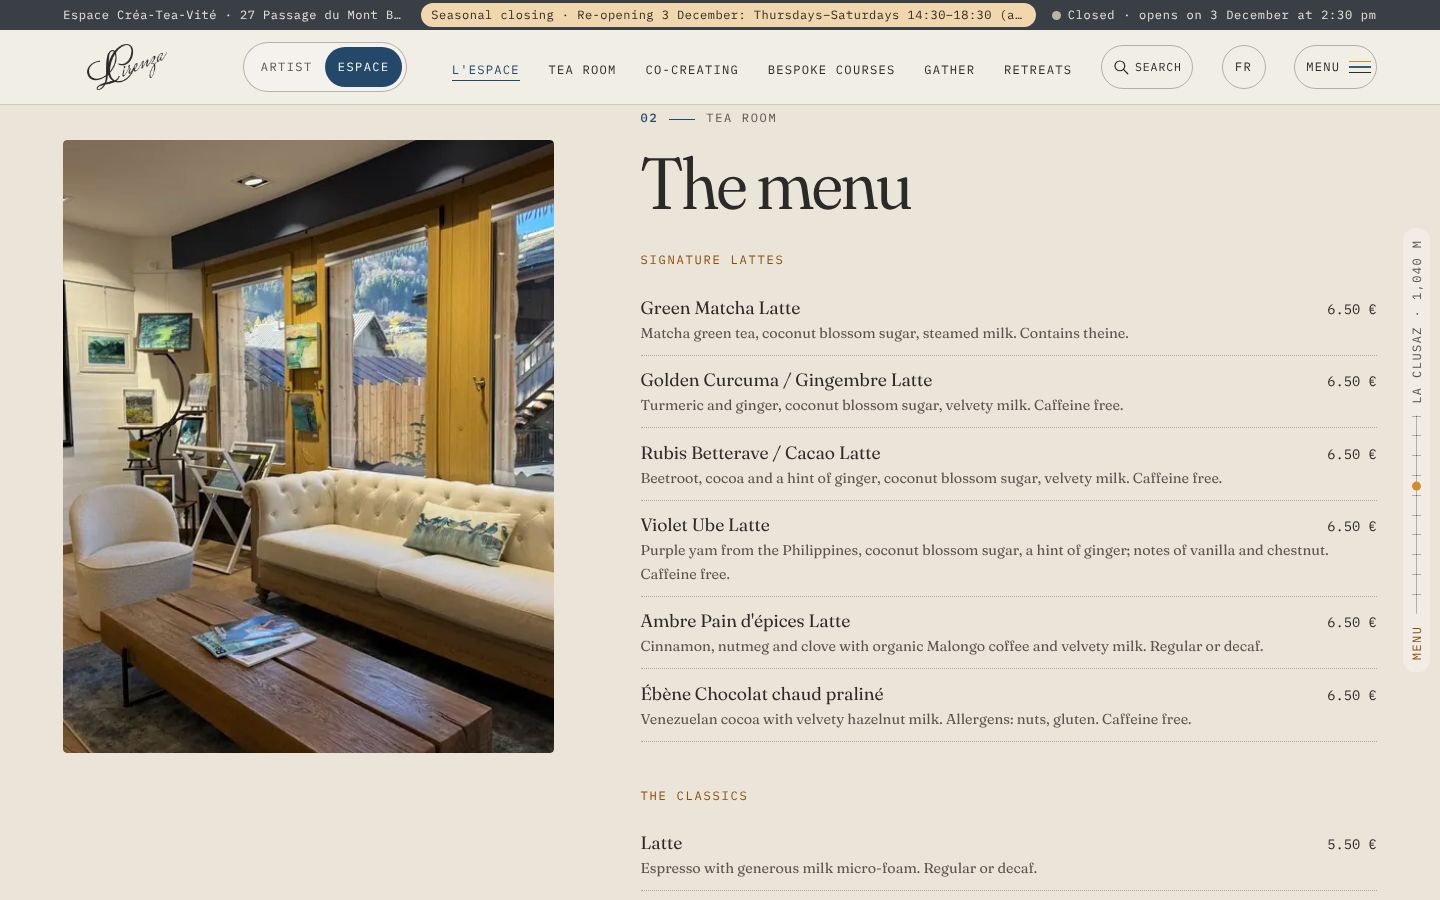 Espace Créa-Tea-Vité · 27 Passage du Mont B…
Seasonal closing · Re-opening 3 December: Thursdays–Saturdays 14:30–18:30 (a…
Closed · opens on 3 December at 2:30 pm
Lirenza
ARTIST
ESPACE
L'ESPACE
TEA ROOM
CO-CREATING
BESPOKE COURSES
GATHER
RETREATS
SEARCH
FR
MENU
02
TEA ROOM
The menu
SIGNATURE LATTES
Green Matcha Latte 6.50 €
Matcha green tea, coconut blossom sugar, steamed milk. Contains theine.
Golden Curcuma / Gingembre Latte 6.50 €
Turmeric and ginger, coconut blossom sugar, velvety milk. Caffeine free.
Rubis Betterave / Cacao Latte 6.50 €
Beetroot, cocoa and a hint of ginger, coconut blossom sugar, velvety milk. Caffeine free.
Violet Ube Latte 6.50 €
Purple yam from the Philippines, coconut blossom sugar, a hint of ginger; notes of vanilla and chestnut.
Caffeine free.
Ambre Pain d'épices Latte 6.50 €
Cinnamon, nutmeg and clove with organic Malongo coffee and velvety milk. Regular or decaf.
Ébène Chocolat chaud praliné 6.50 €
Venezuelan cocoa with velvety hazelnut milk. Allergens: nuts, gluten. Caffeine free.
THE CLASSICS
Latte 5.50 €
Espresso with generous milk micro-foam. Regular or decaf.
LA CLUSAZ · 1,040 M
MENU